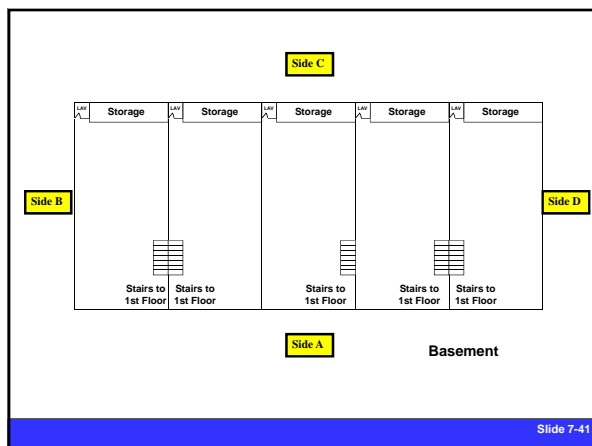 Side C
LAV Storage LAV Storage LAV Storage LAV Storage LAV Storage
Side B
Side D
Stairs to Stairs to Stairs to Stairs to Stairs to
1st Floor 1st Floor 1st Floor 1st Floor 1st Floor
Side A
Basement
Slide 7-41